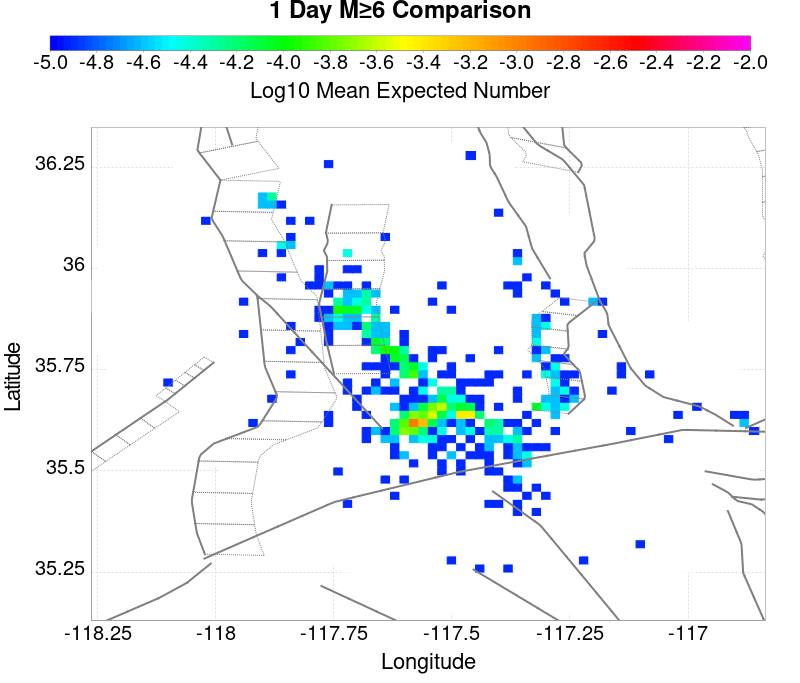 1 Day M≥6 Comparison
-5.0 -4.8 -4.6 -4.4 -4.2 -4.0 -3.8 -3.6 -3.4 -3.2 -3.0 -2.8 -2.6 -2.4 -2.2 -2.0
Log10 Mean Expected Number
36.25
36
35.75
35.5
35.25
Latitude
-118.25 -118 -117.75 -117.5 -117.25 -117
Longitude